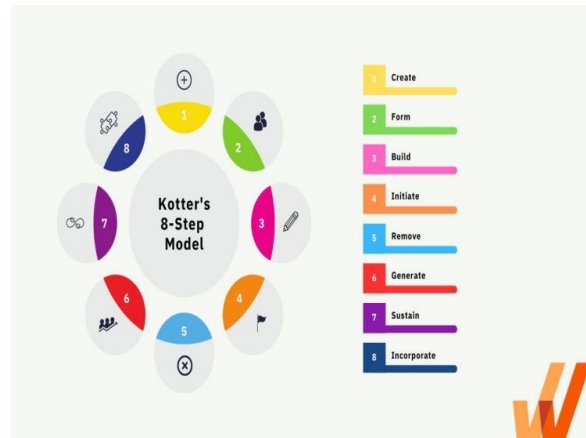 1
2
3
4
5
6
7
8
Kotter's
8-Step
Model
1 Create
2 Form
3 Build
4 Initiate
5 Remove
6 Generate
7 Sustain
8 Incorporate